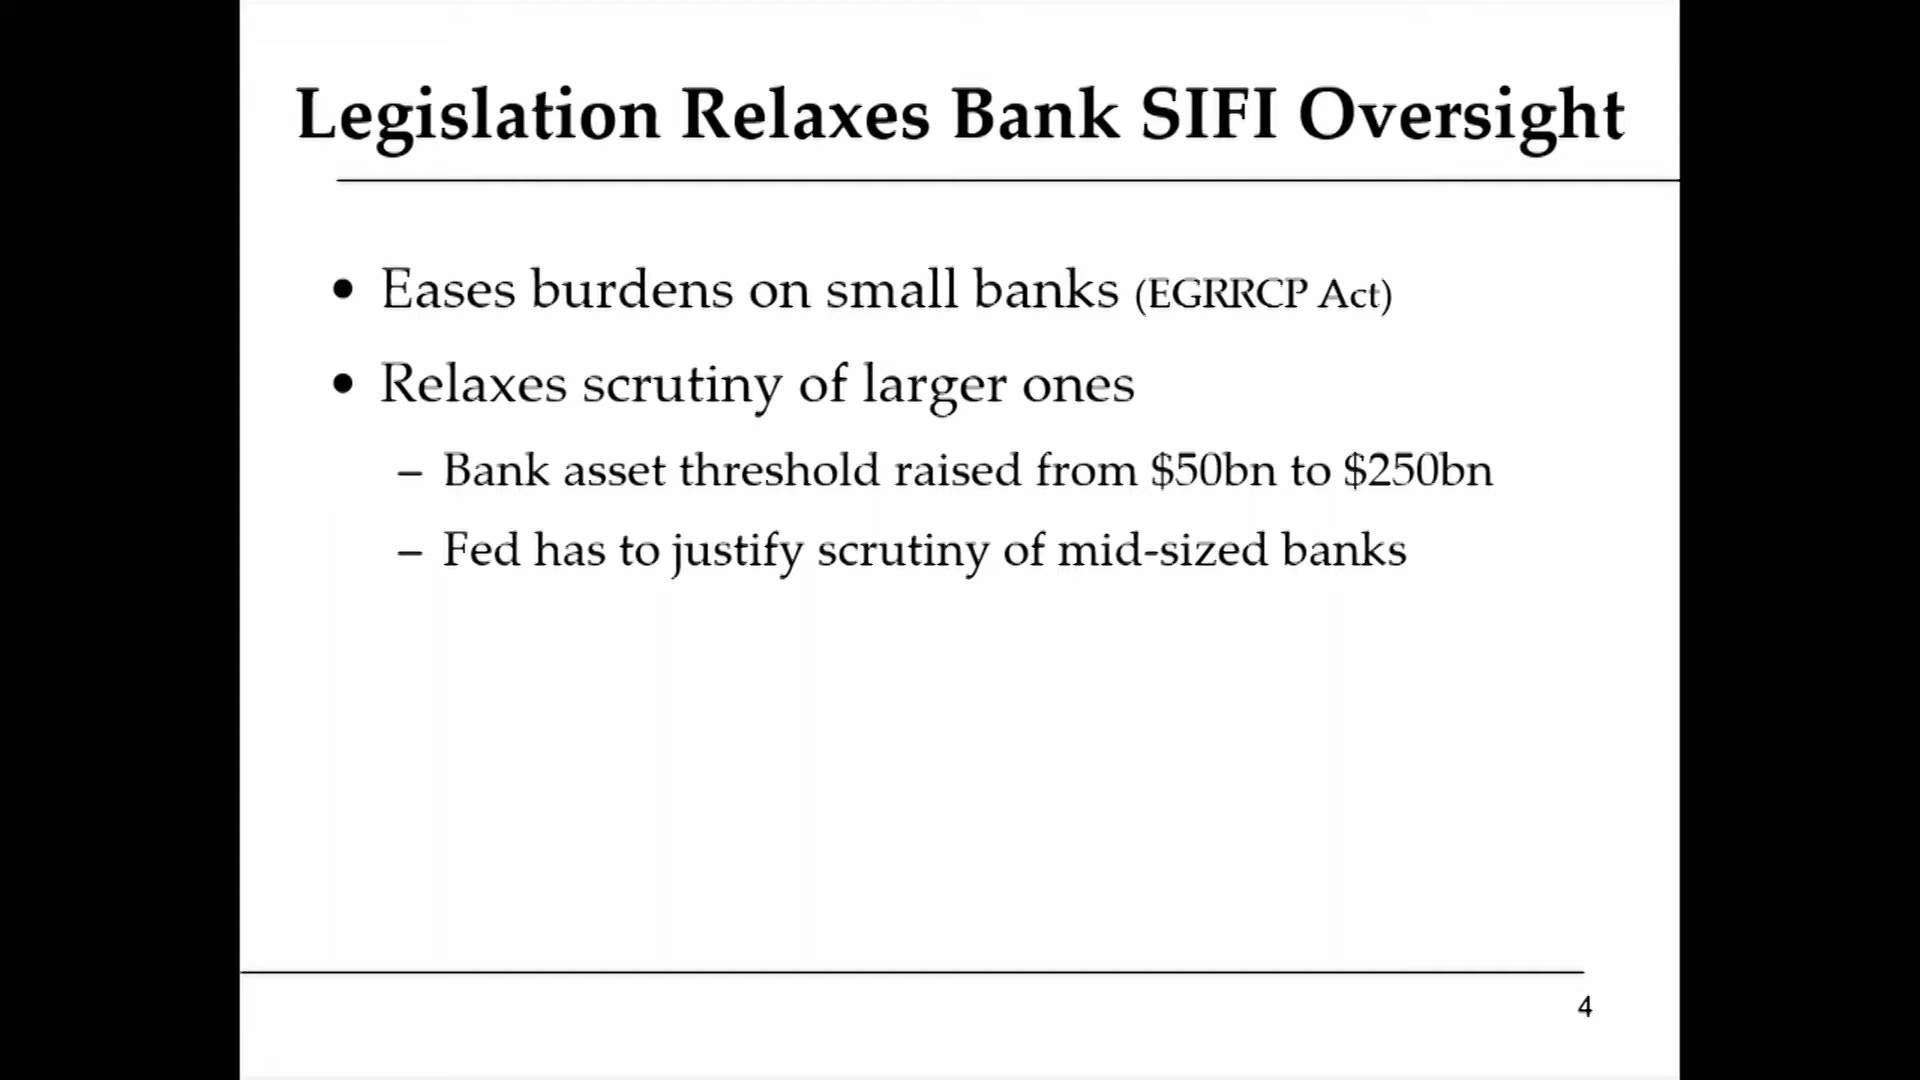 Legislation Relaxes Bank SIFI Oversight
• Eases burdens on small banks (EGRRCP Act)
• Relaxes scrutiny of larger ones
– Bank asset threshold raised from $50bn to $250bn
– Fed has to justify scrutiny of mid-sized banks
4